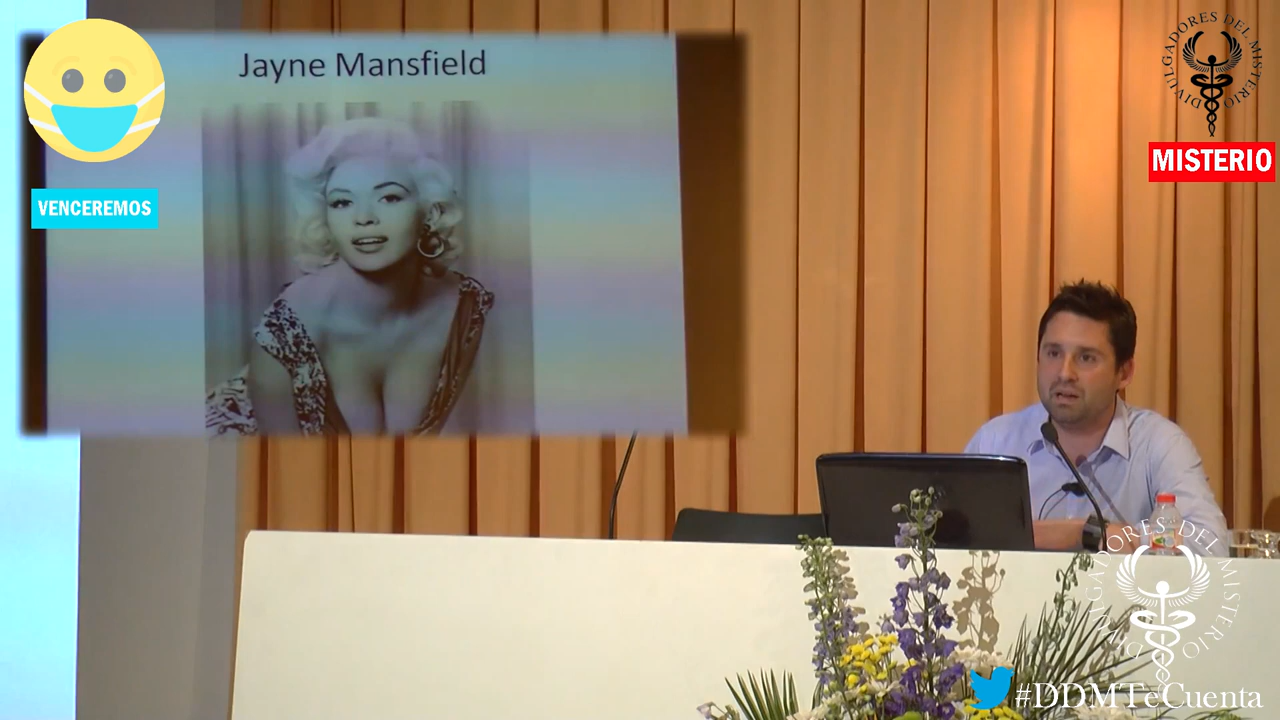 Jayne Mansfield
VENCEREMOS
DIVULGADORES DEL MISTERIO
MISTERIO
DIVULGADORES DEL MISTERIO
#DDMTeCuenta